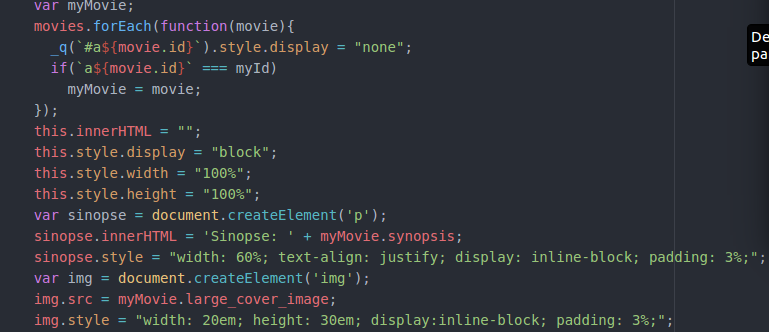 var myMovie;
movies.forEach(function(movie){
_q(`#a${movie.id}`).style.display = "none";
if(`a${movie.id}` === myId)
myMovie = movie;
});
this.innerHTML = "";
this.style.display = "block";
this.style.width = "100%";
this.style.height = "100%";
var sinopse = document.createElement('p');
sinopse.innerHTML = 'Sinopse: ' + myMovie.synopsis;
sinopse.style = "width: 60%; text-align: justify; display: inline-block; padding: 3%;";
var img = document.createElement('img');
img.src = myMovie.large_cover_image;
img.style = "width: 20em; height: 30em; display:inline-block; padding: 3%;";
De
pa